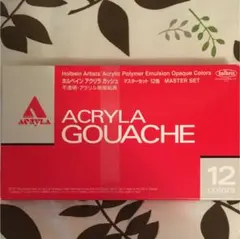 Holbein Artists Acrylic Polymer Emulsion Opaque Colors
ホルベイン アクリラ ガッシュ マスターセット 12色 MASTER SET
不透明・アクリル樹脂絵具
Holbein
ACRYLA
ACRYLA
GOUACHE
12
COLORS